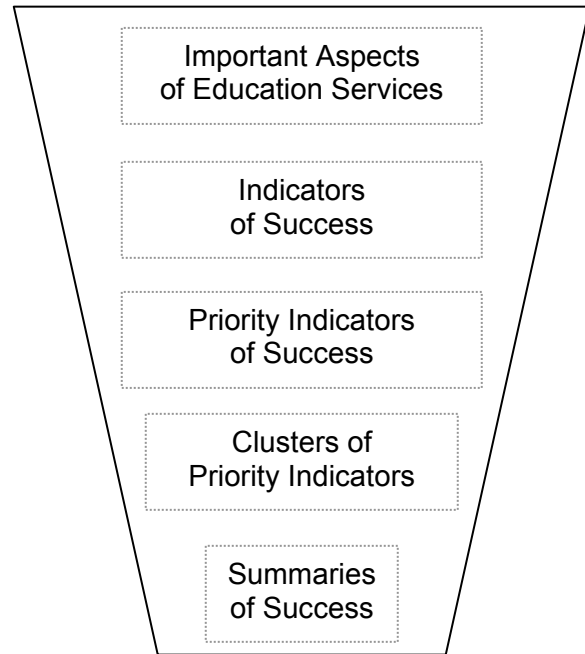 Important Aspects
of Education Services
Indicators
of Success
Priority Indicators
of Success
Clusters of
Priority Indicators
Summaries
of Success